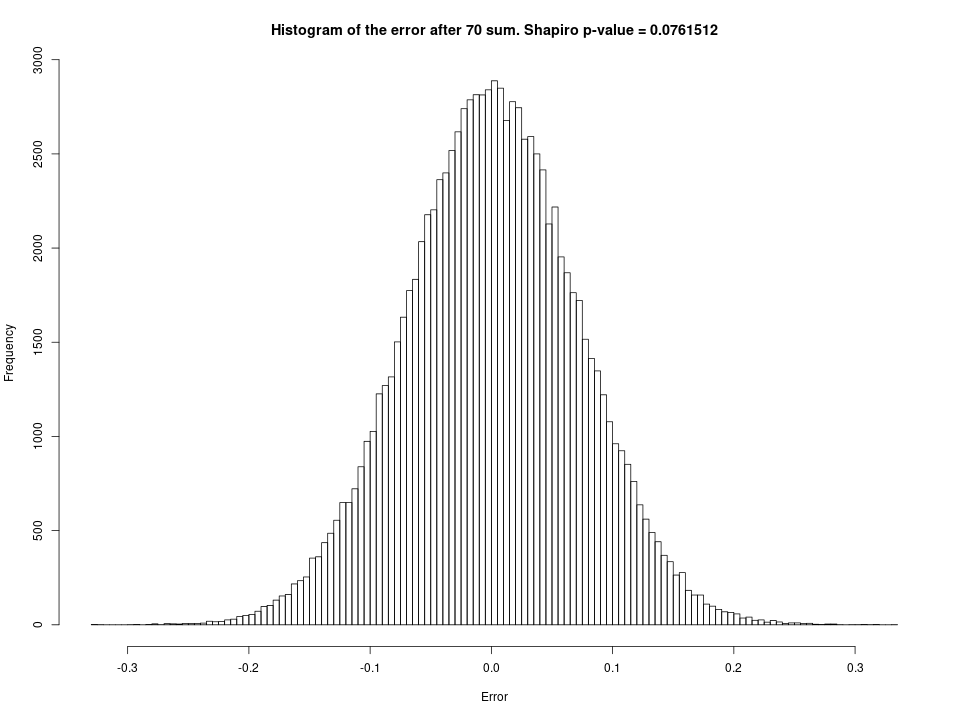 Histogram of the error after 70 sum. Shapiro p-value = 0.0761512
3000
2500
2000
1500
1000
500
0
Frequency
-0.3 -0.2 -0.1 0.0 0.1 0.2 0.3
Error